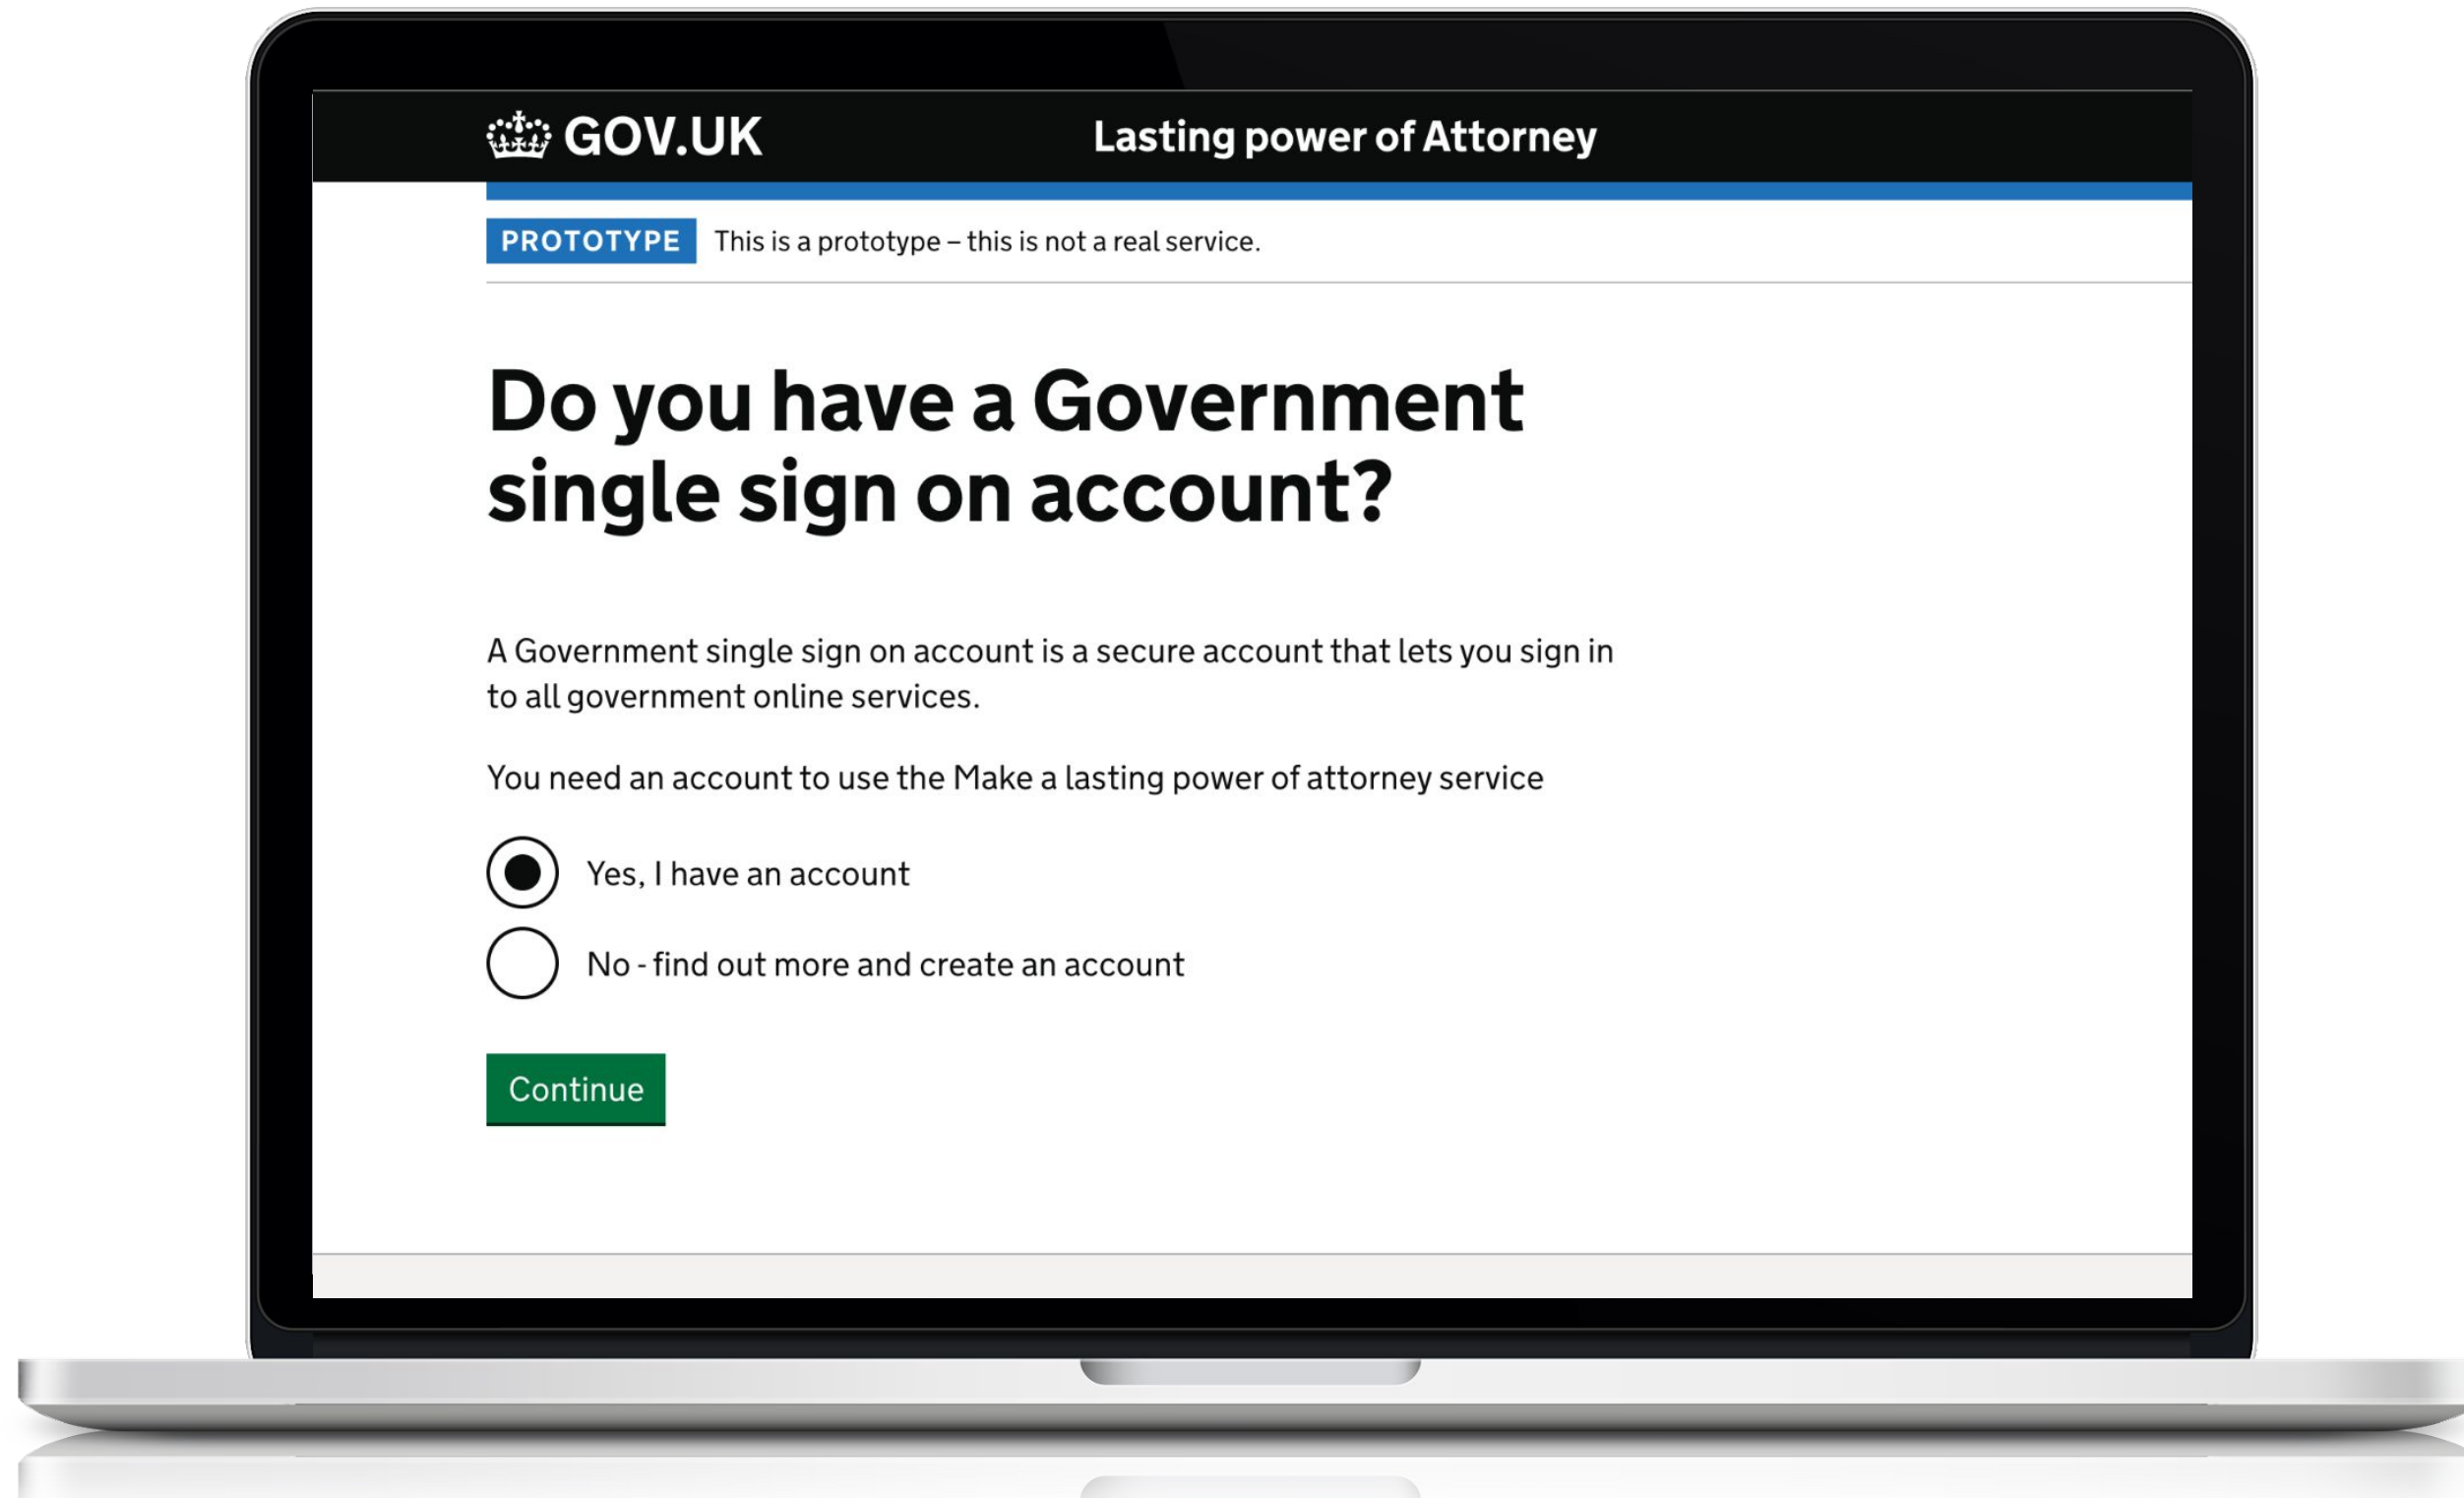 GOV.UK
Lasting power of Attorney
PROTOTYPE This is a prototype – this is not a real service.
Do you have a Government
single sign on account?
A Government single sign on account is a secure account that lets you sign in
to all government online services.
You need an account to use the Make a lasting power of attorney service
Yes, I have an account
No - find out more and create an account
Continue